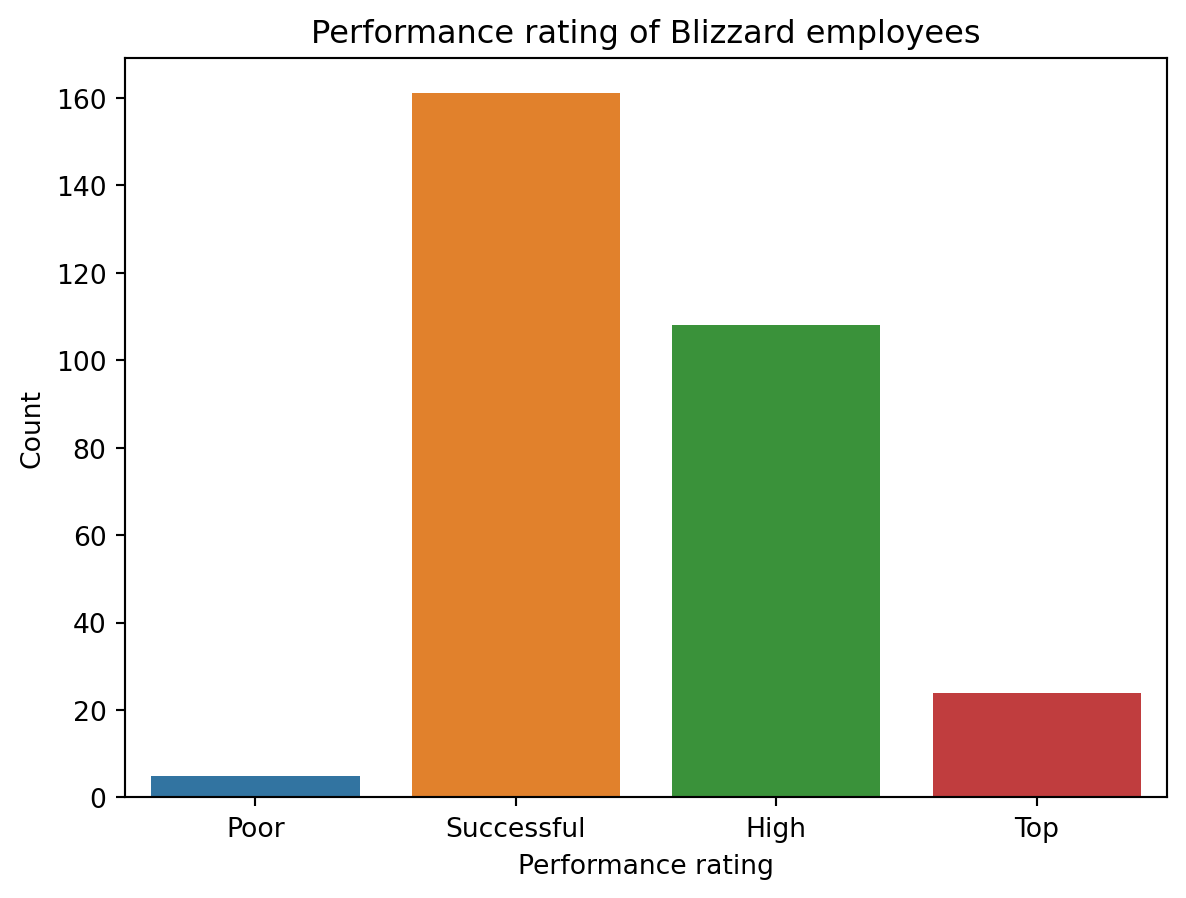 Performance rating of Blizzard employees
160
140
120
100
80
60
40
20
0
Count
Poor Successful High Top
Performance rating